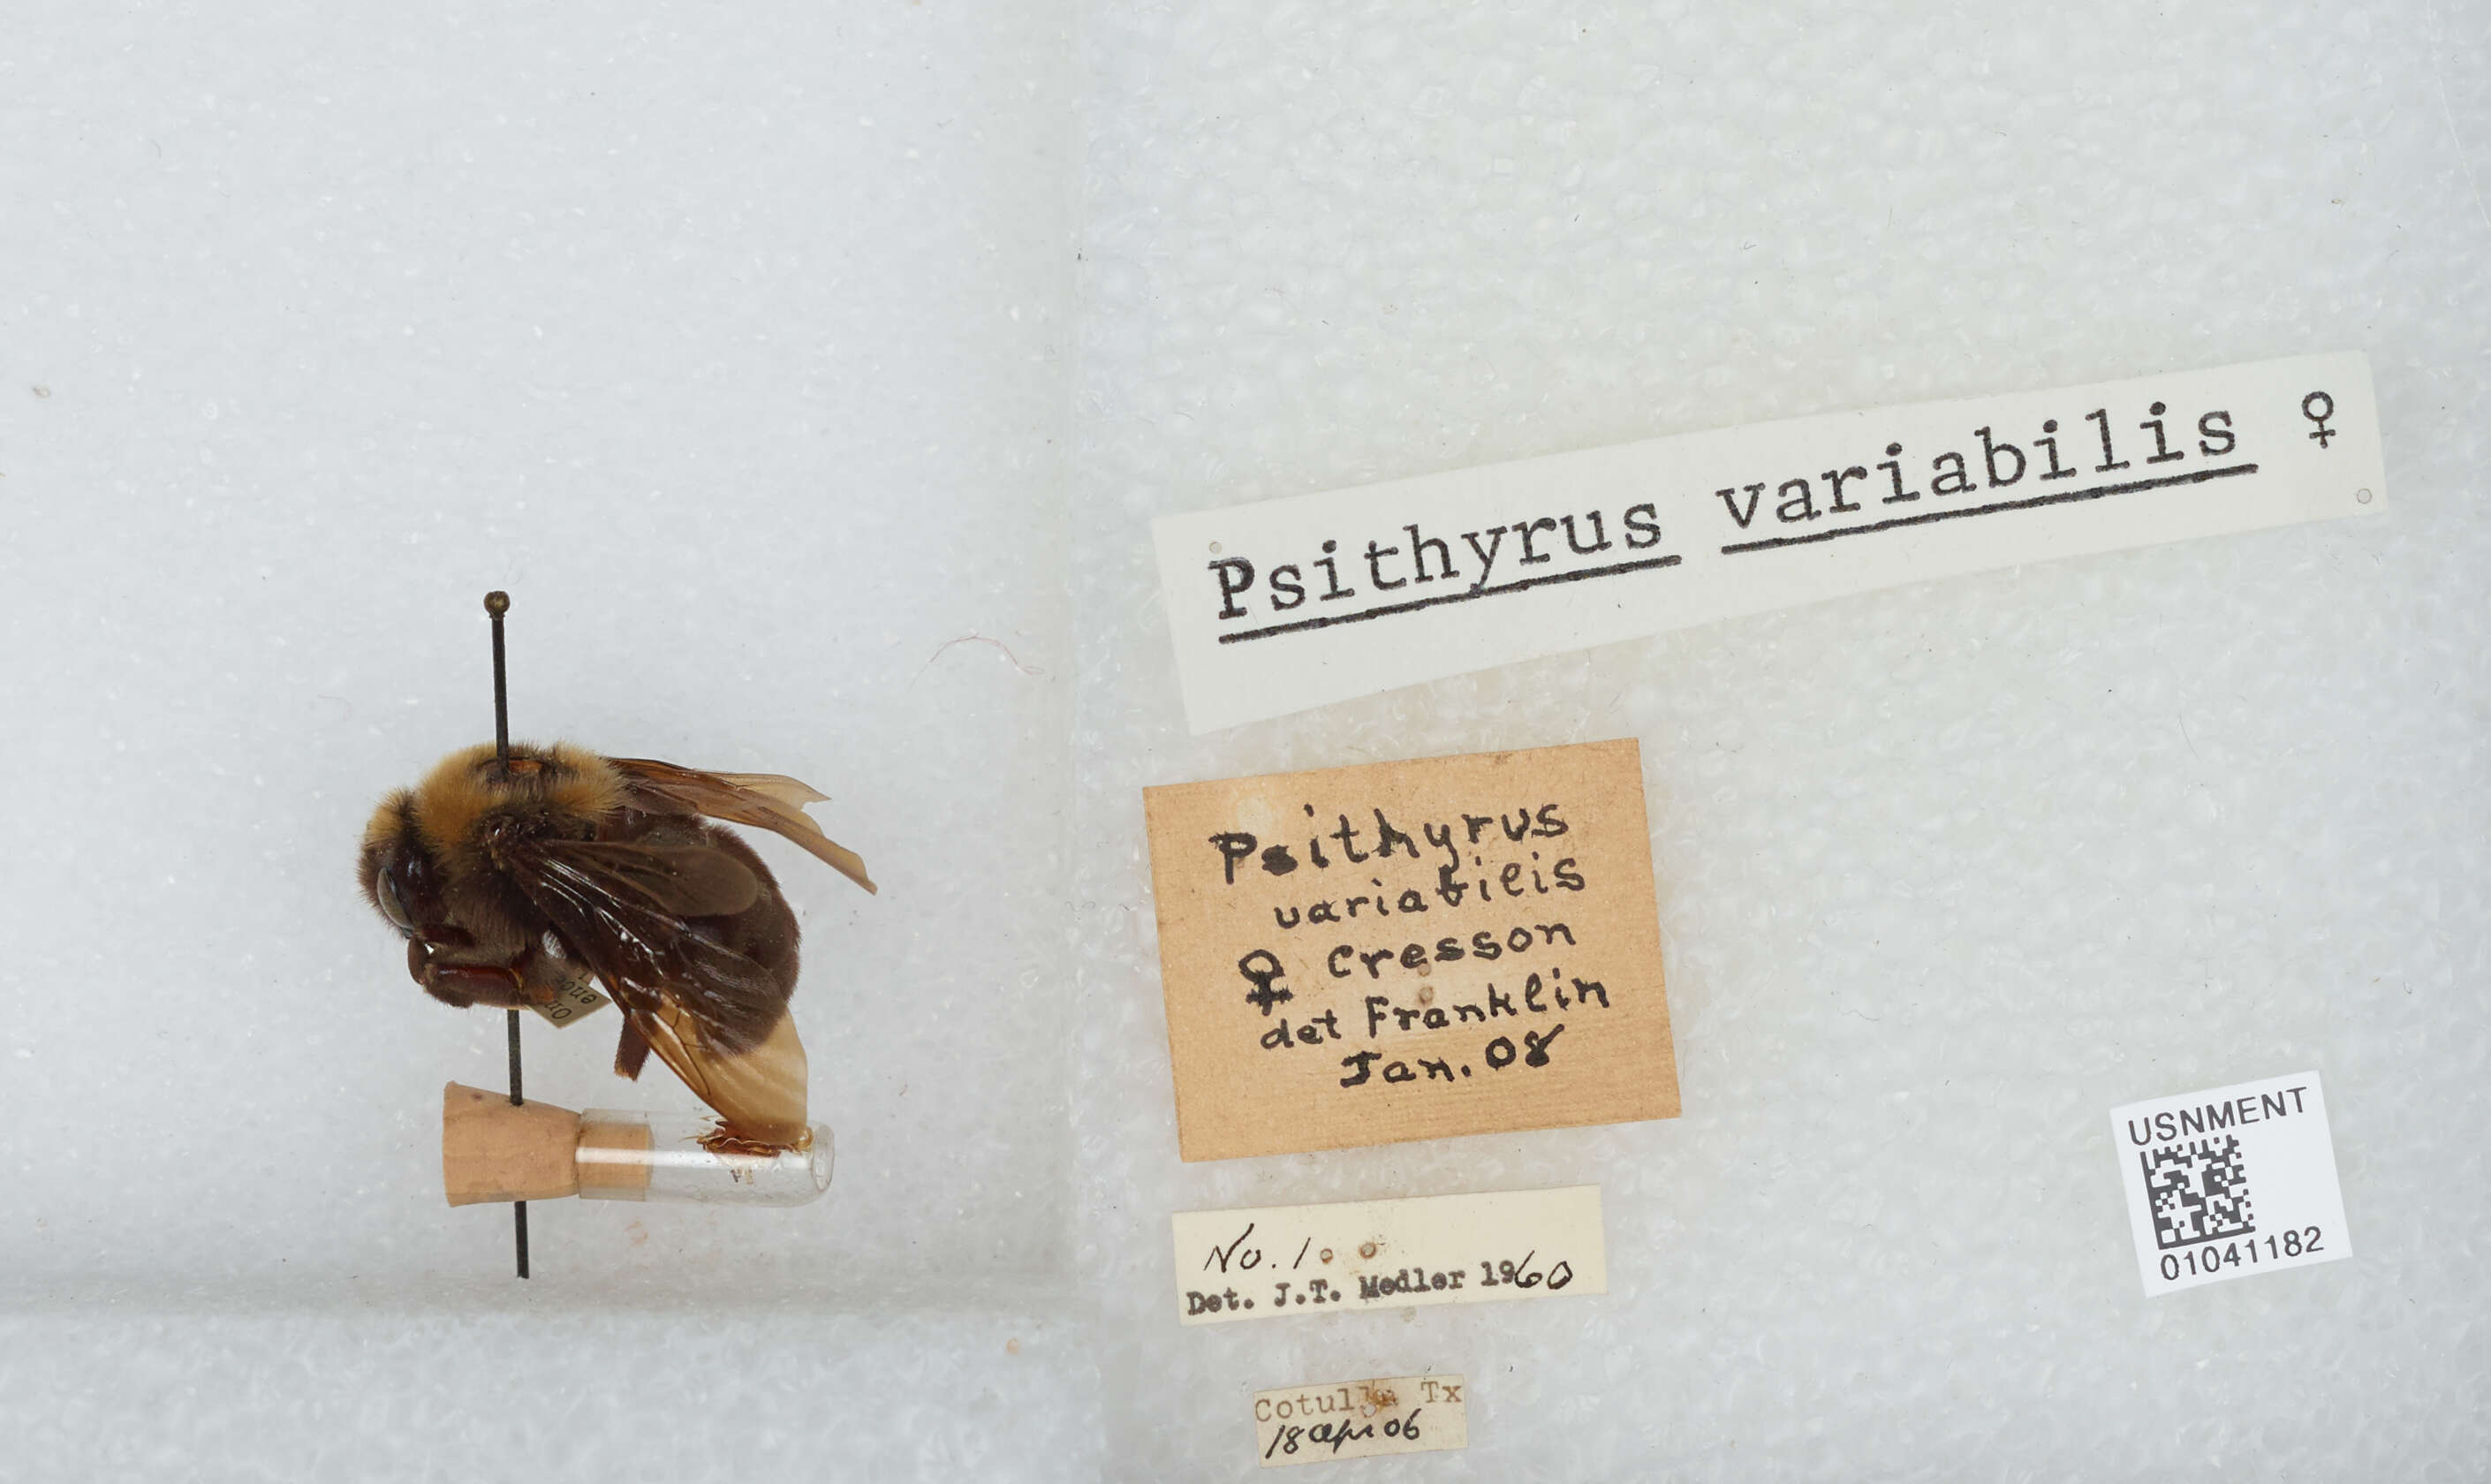 Psithyrus variabilis ♀
Psithyrus
variabilis
♀ Cresson
det Franklin
Jan. 08
USNMENT
01041182
No. 1
Det. J.T. Medler 1960
Cotulla Tx
18 Apr 06